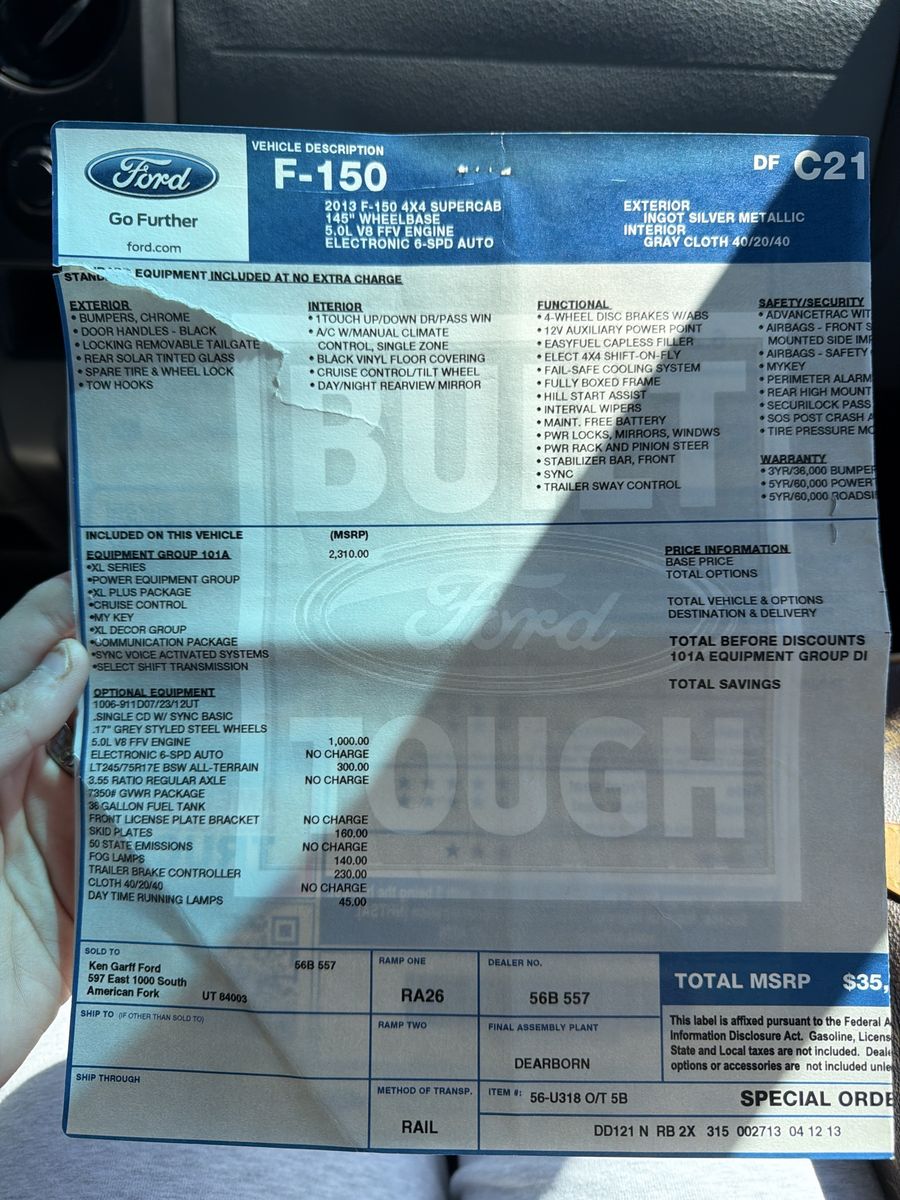 Ford
Go Further
ford.com
VEHICLE DESCRIPTION
F-150
2013 F-150 4X4 SUPERCAB
145" WHEELBASE
5.0L V8 FFV ENGINE
ELECTRONIC 6-SPD AUTO
DF C21
EXTERIOR
INGOT SILVER METALLIC
INTERIOR
GRAY CLOTH 40/20/40
EQUIPMENT INCLUDED AT NO EXTRA CHARGE
EXTERIOR
• BUMPERS, CHROME
• DOOR HANDLES - BLACK
• LOCKING REMOVABLE TAILGATE
• REAR SOLAR TINTED GLASS
• SPARE TIRE & WHEEL LOCK
• TOW HOOKS
INTERIOR
• 1TOUCH UP/DOWN DR/PASS WIN
• A/C W/MANUAL CLIMATE
CONTROL, SINGLE ZONE
• BLACK VINYL FLOOR COVERING
• CRUISE CONTROL/TILT WHEEL
• DAY/NIGHT REARVIEW MIRROR
FUNCTIONAL
• 4-WHEEL DISC BRAKES W/ABS
• 12V AUXILIARY POWER POINT
• EASYFUEL CAPLESS FILLER
• ELECT 4X4 SHIFT-ON-FLY
• FAIL-SAFE COOLING SYSTEM
• FULLY BOXED FRAME
• HILL START ASSIST
• INTERVAL WIPERS
• MAINT. FREE BATTERY
• PWR LOCKS, MIRRORS, WINDWS
• PWR RACK AND PINION STEER
• STABILIZER BAR, FRONT
• SYNC
• TRAILER SWAY CONTROL
SAFETY/SECURITY
• ADVANCETRAC WIT
• AIRBAGS - FRONT S
MOUNTED SIDE IMP
• AIRBAGS - SAFETY
• MYKEY
• PERIMETER ALARM
• REAR HIGH MOUNT
• SECURILOCK PASS
• SOS POST CRASH A
• TIRE PRESSURE MO
WARRANTY
• 3YR/36,000 BUMPER
• 5YR/60,000 POWERT
• 5YR/60,000 ROADSI
BUILT
Ford
TOUGH
INCLUDED ON THIS VEHICLE (MSRP)
EQUIPMENT GROUP 101A 2,310.00
•XL SERIES
•POWER EQUIPMENT GROUP
•XL PLUS PACKAGE
•CRUISE CONTROL
•MY KEY
•XL DECOR GROUP
•COMMUNICATION PACKAGE
•SYNC VOICE ACTIVATED SYSTEMS
•SELECT SHIFT TRANSMISSION
OPTIONAL EQUIPMENT
1006-911D07/23/12UT
.SINGLE CD W/ SYNC BASIC
.17" GREY STYLED STEEL WHEELS
5.0L V8 FFV ENGINE 1,000.00
ELECTRONIC 6-SPD AUTO NO CHARGE
LT245/75R17E BSW ALL-TERRAIN 300.00
3.55 RATIO REGULAR AXLE NO CHARGE
7350# GVWR PACKAGE
36 GALLON FUEL TANK
FRONT LICENSE PLATE BRACKET NO CHARGE
SKID PLATES 160.00
50 STATE EMISSIONS NO CHARGE
FOG LAMPS 140.00
TRAILER BRAKE CONTROLLER 230.00
CLOTH 40/20/40 NO CHARGE
DAY TIME RUNNING LAMPS 45.00
PRICE INFORMATION
BASE PRICE
TOTAL OPTIONS
TOTAL VEHICLE & OPTIONS
DESTINATION & DELIVERY
TOTAL BEFORE DISCOUNTS
101A EQUIPMENT GROUP DI
TOTAL SAVINGS
SOLD TO
Ken Garff Ford 56B 557
597 East 1000 South
American Fork UT 84003
SHIP TO (IF OTHER THAN SOLD TO)
SHIP THROUGH
RAMP ONE
RA26
RAMP TWO
METHOD OF TRANSP.
RAIL
DEALER NO.
56B 557
FINAL ASSEMBLY PLANT
DEARBORN
ITEM #: 56-U318 O/T 5B
TOTAL MSRP $35,
This label is affixed pursuant to the Federal A
Information Disclosure Act. Gasoline, Licens
State and Local taxes are not included. Deale
options or accessories are not included unle
SPECIAL ORDE
DD121 N RB 2X 315 002713 04 12 13